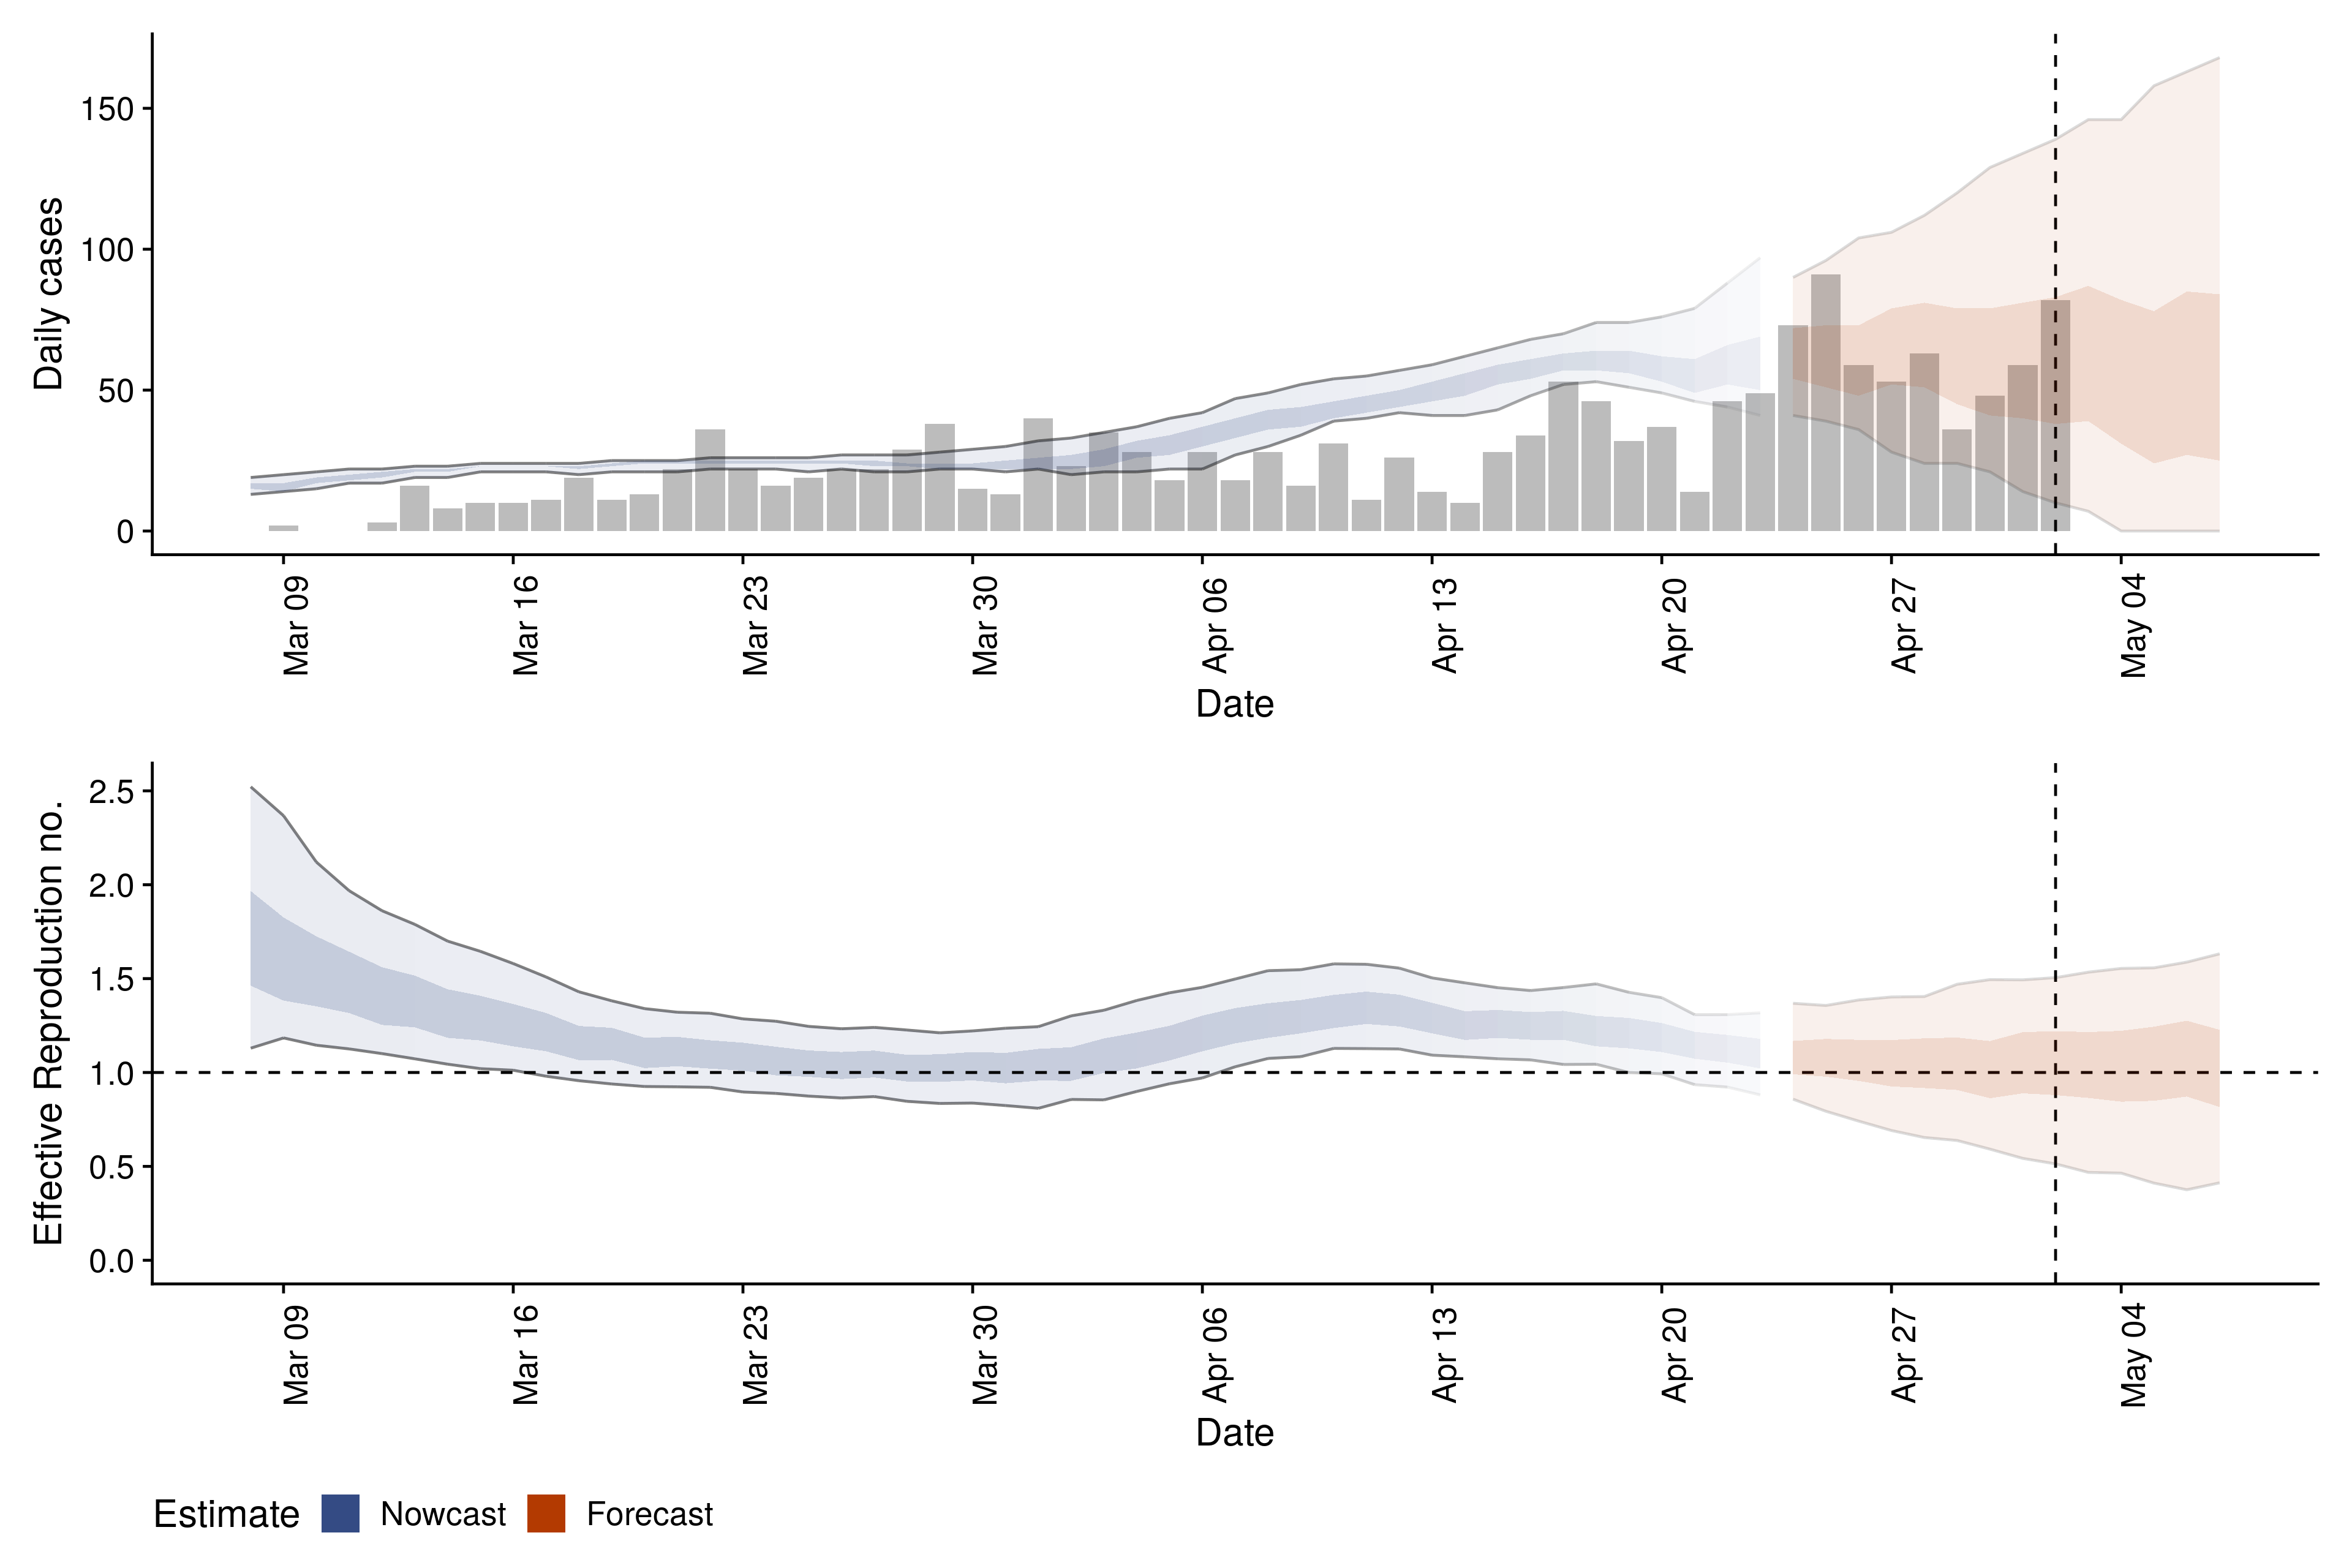 150
100
50
0
Daily cases
Mar 09
Mar 16
Mar 23
Mar 30
Apr 06
Apr 13
Apr 20
Apr 27
May 04
Date
2.5
2.0
1.5
1.0
0.5
0.0
Effective Reproduction no.
Mar 09
Mar 16
Mar 23
Mar 30
Apr 06
Apr 13
Apr 20
Apr 27
May 04
Date
Estimate Nowcast Forecast